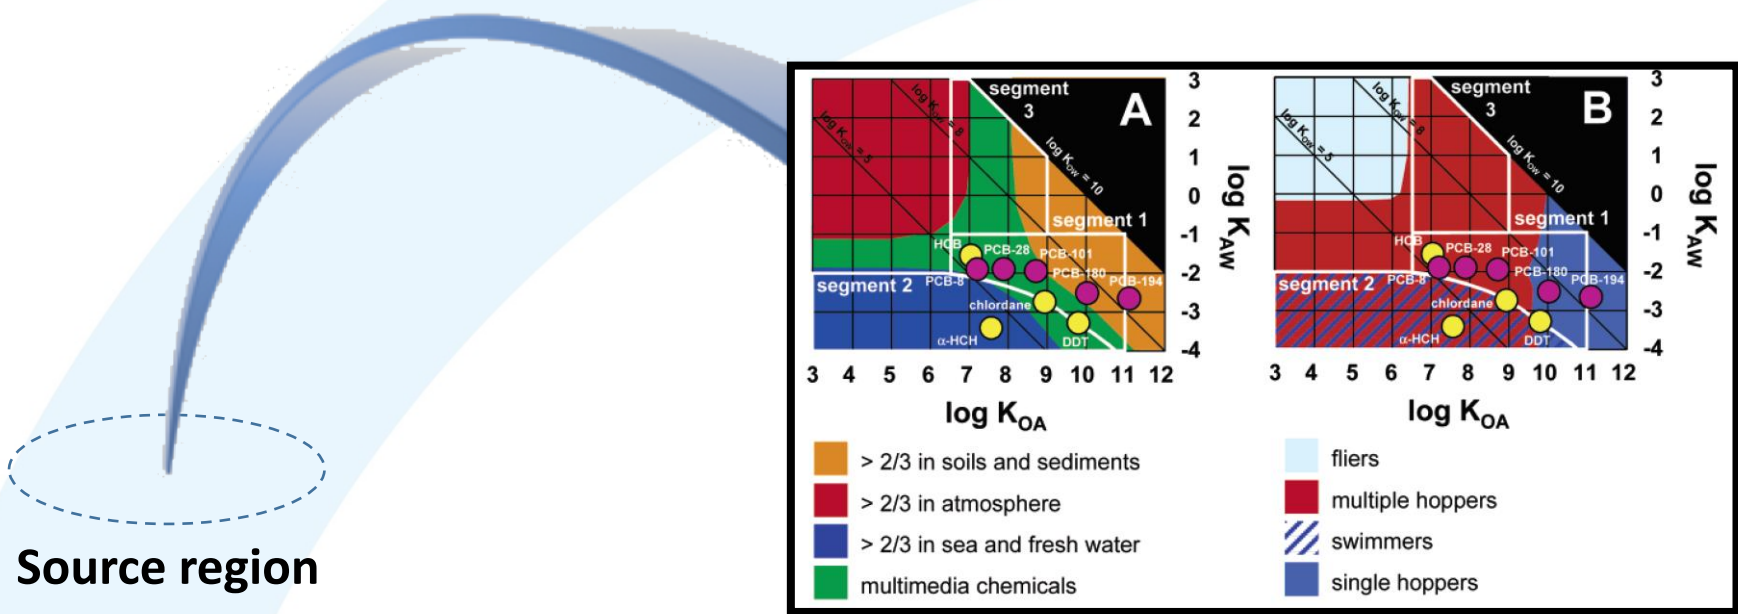 Source region
A
segment
3
log KOW = 5
log KOW = 8
log KOW = 10
segment 1
segment 2
HCB
PCB-28
PCB-101
PCB-180
PCB-194
PCB-8
chlordane
α-HCH
DDT
3
2
1
0
-1
-2
-3
-4
log KAW
3 4 5 6 7 8 9 10 11 12
log KOA
> 2/3 in soils and sediments
> 2/3 in atmosphere
> 2/3 in sea and fresh water
multimedia chemicals
B
segment
3
log KOW = 5
log KOW = 8
log KOW = 10
segment 1
segment 2
HCB
PCB-28
PCB-101
PCB-180
PCB-194
PCB-8
chlordane
α-HCH
DDT
3
2
1
0
-1
-2
-3
-4
log KAW
3 4 5 6 7 8 9 10 11 12
log KOA
fliers
multiple hoppers
swimmers
single hoppers